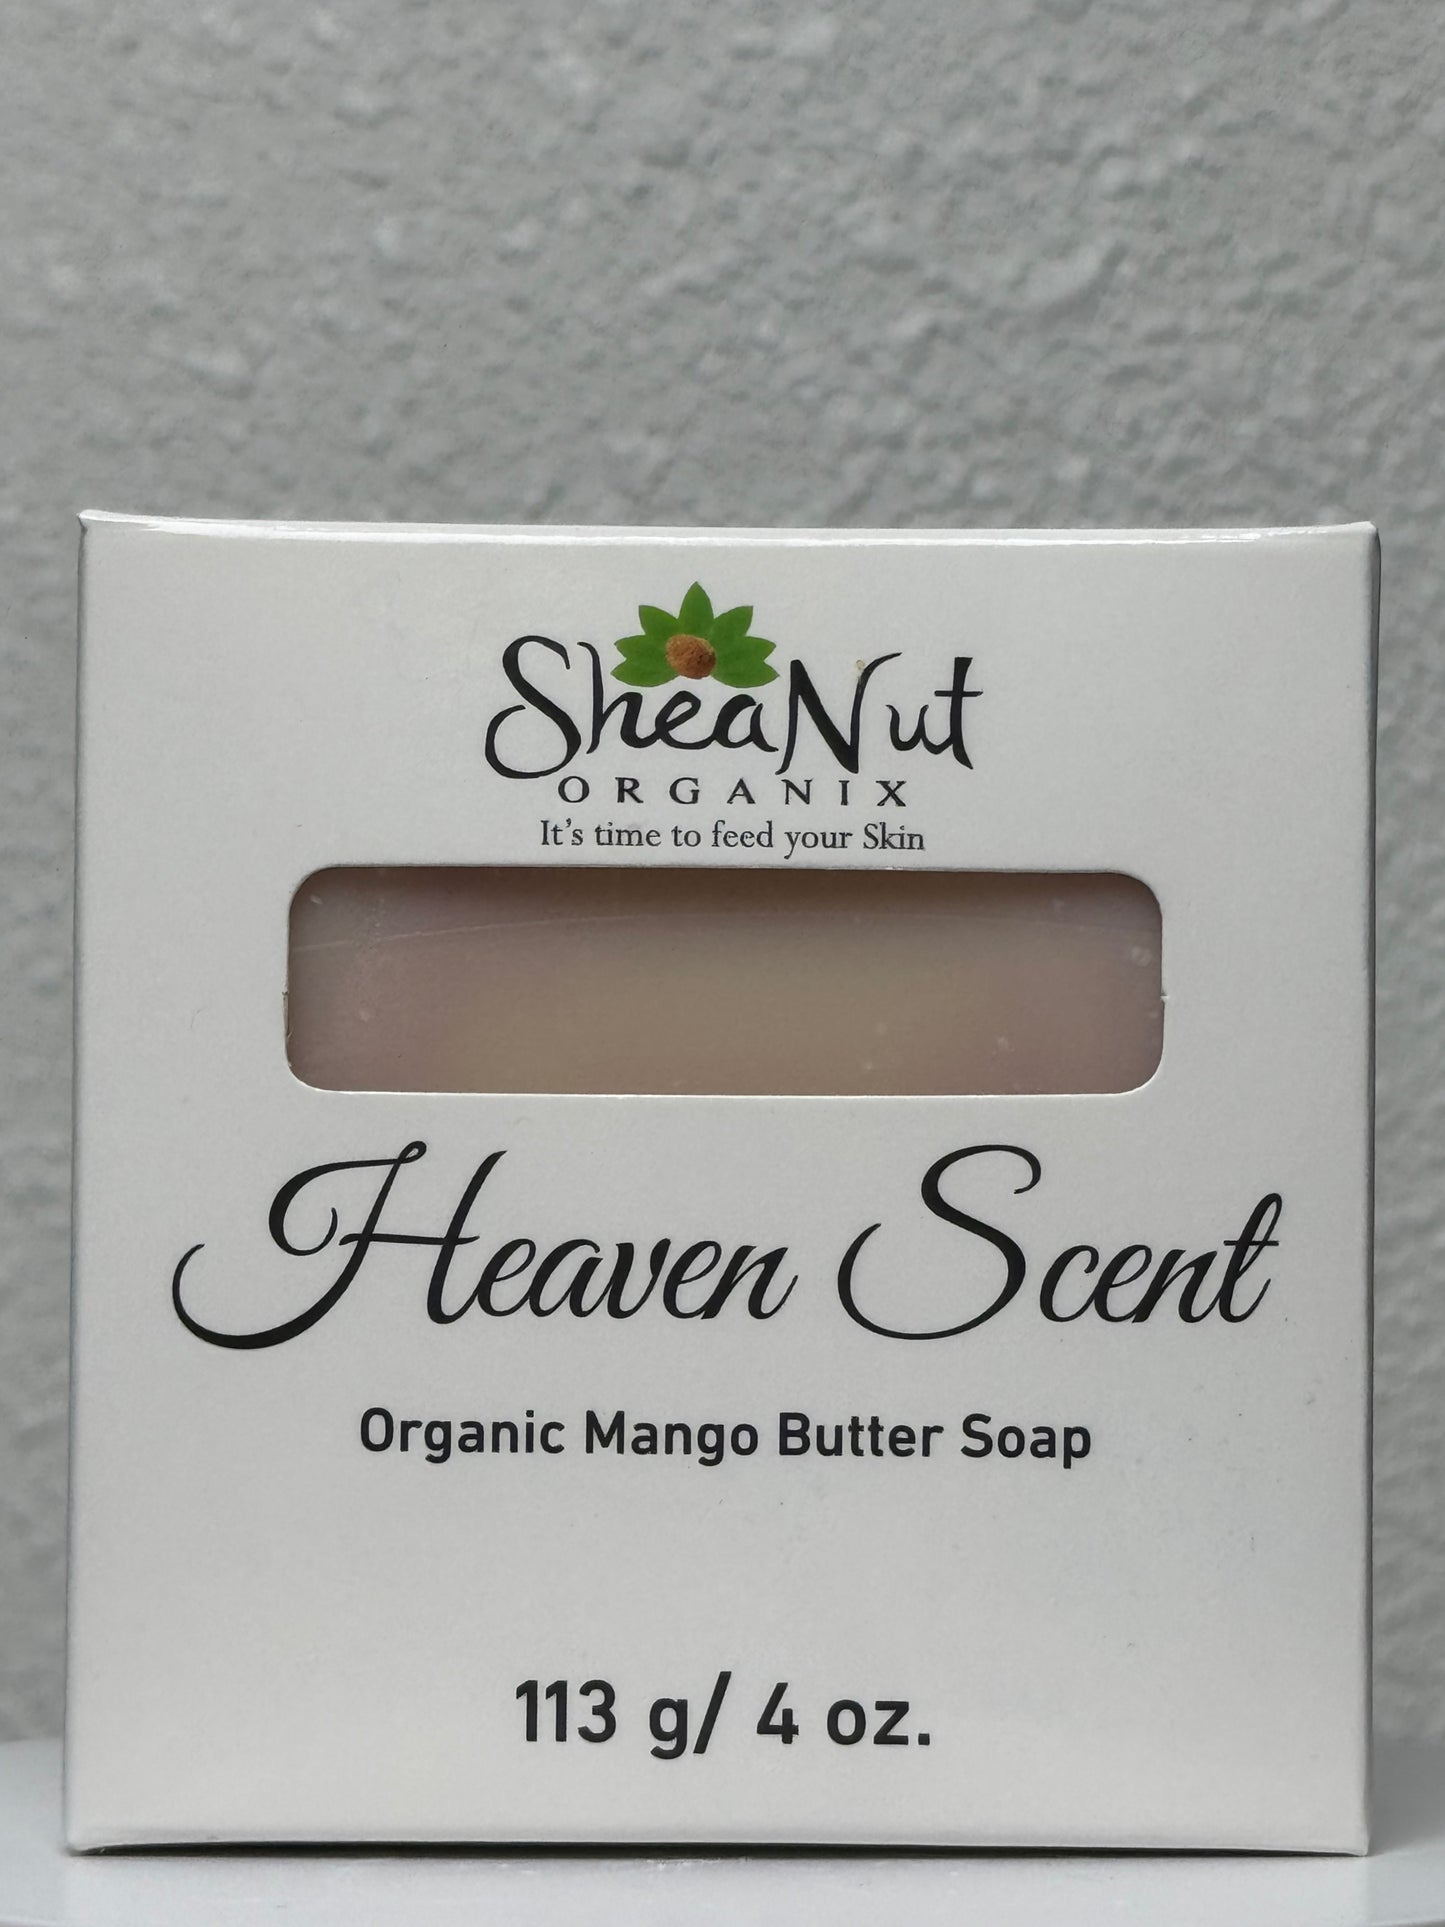 SheaNut
ORGANIX
It's time to feed your Skin
Heaven Scent
Organic Mango Butter Soap
113 g/ 4 oz.